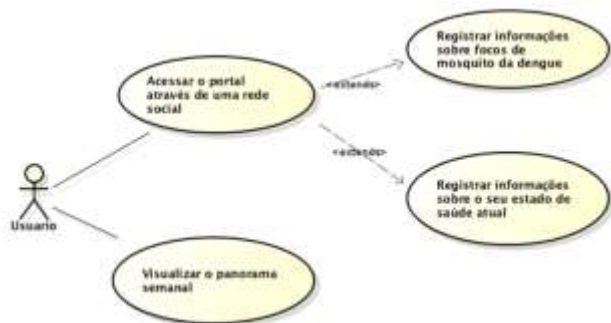 Registrar informações
sobre focos de
mosquito da dengue
Acessar o portal
através de uma rede
social
<extends>
<extends>
Registrar informações
sobre o seu estado de
saúde atual
Usuario
Visualizar o panorama
semanal